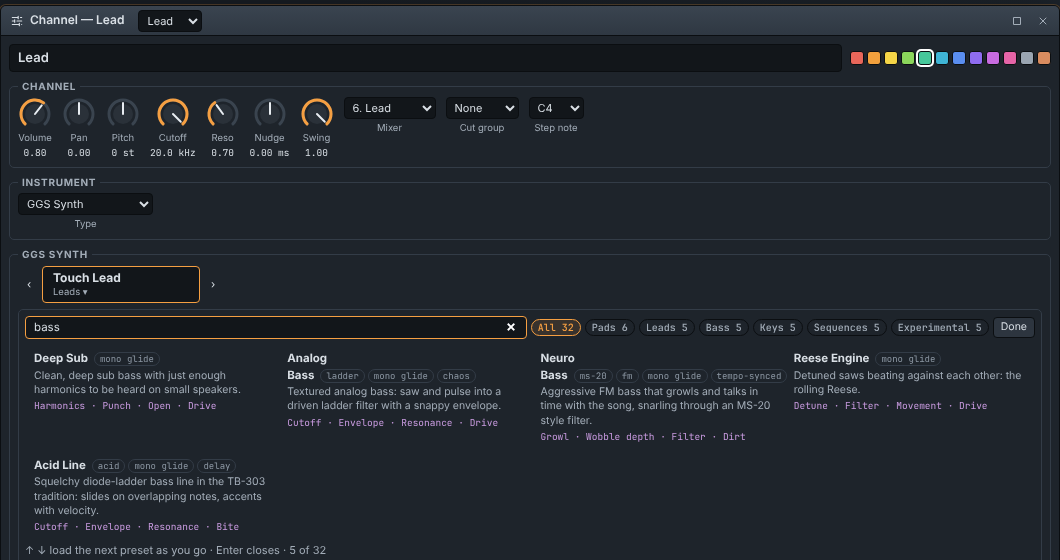 Channel — Lead Lead
Lead
CHANNEL
Volume Pan Pitch Cutoff Reso Nudge Swing
0.80 0.00 0 st 20.0 kHz 0.70 0.00 ms 1.00
6. Lead None C4
Mixer Cut group Step note
INSTRUMENT
GGS Synth
Type
GGS SYNTH
‹ Touch Lead ›
Leads ▾
bass × All 32 Pads 6 Leads 5 Bass 5 Keys 5 Sequences 5 Experimental 5 Done
Deep Sub mono glide
Clean, deep sub bass with just enough
harmonics to be heard on small speakers.
Harmonics · Punch · Open · Drive
Analog
Bass ladder mono glide chaos
Textured analog bass: saw and pulse into a
driven ladder filter with a snappy envelope.
Cutoff · Envelope · Resonance · Drive
Neuro
Bass ms-20 fm mono glide tempo-synced
Aggressive FM bass that growls and talks in
time with the song, snarling through an MS-20
style filter.
Growl · Wobble depth · Filter · Dirt
Reese Engine mono glide
Detuned saws beating against each other: the
rolling Reese.
Detune · Filter · Movement · Drive
Acid Line acid mono glide delay
Squelchy diode-ladder bass line in the TB-303
tradition: slides on overlapping notes, accents
with velocity.
Cutoff · Envelope · Resonance · Bite
↑ ↓ load the next preset as you go · Enter closes · 5 of 32